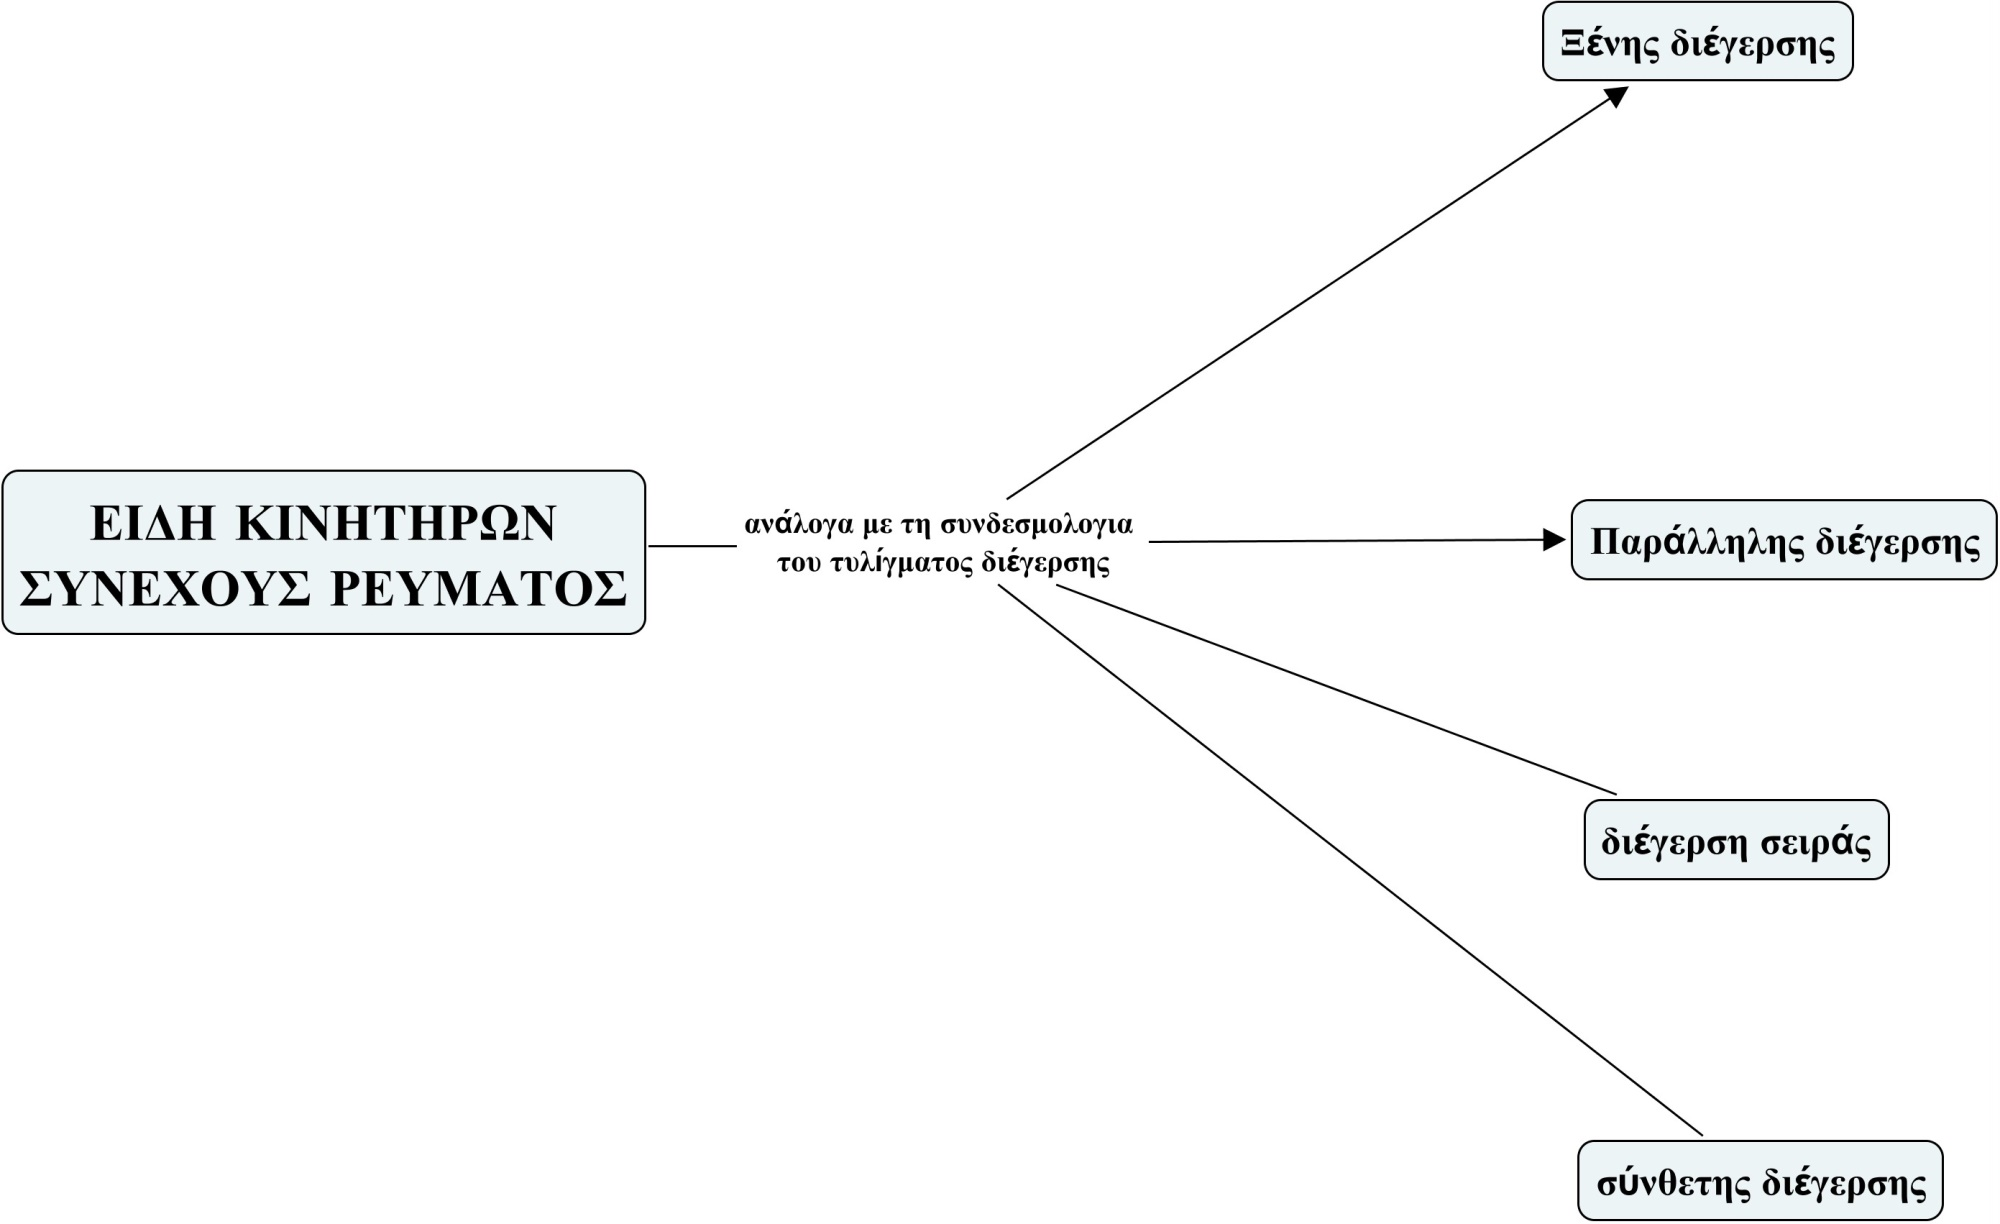 Ξένης διέγερσης
ΕΙΔΗ ΚΙΝΗΤΗΡΩΝ
ΣΥΝΕΧΟΥΣ ΡΕΥΜΑΤΟΣ
ανάλογα με τη συνδεσμολογια
του τυλίγματος διέγερσης
Παράλληλης διέγερσης
διέγερση σειράς
σύνθετης διέγερσης